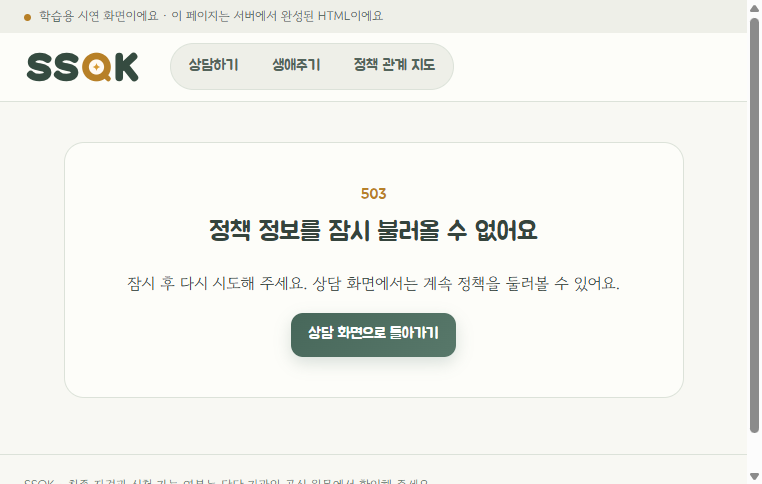 학습용 시연 화면이에요 · 이 페이지는 서버에서 완성된 HTML이에요
SSOK
상담하기 생애주기 정책 관계 지도
503
정책 정보를 잠시 불러올 수 없어요
잠시 후 다시 시도해 주세요. 상담 화면에서는 계속 정책을 둘러볼 수 있어요.
상담 화면으로 돌아가기